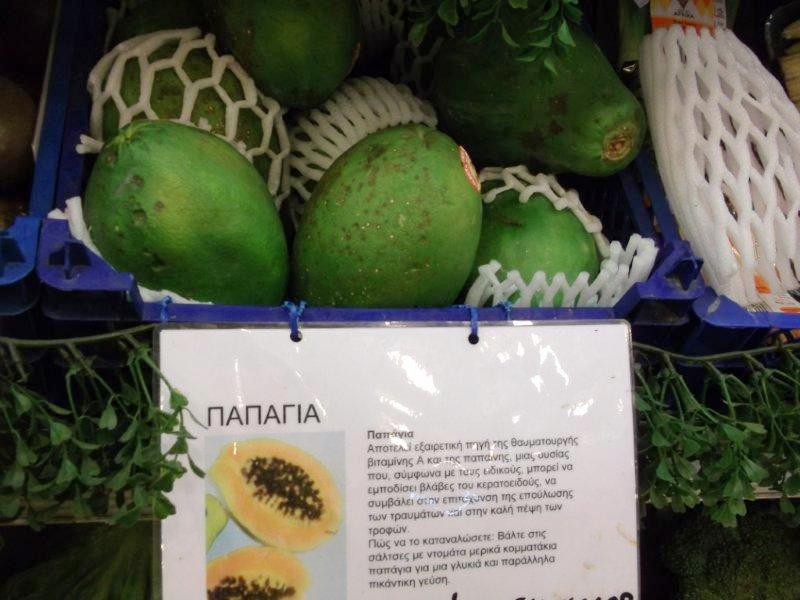 ΠΑΠΑΓΙΑ
Παπάγια
Αποτελεί εξαιρετική πηγή της θαυματουργής
βιταμίνης Α και της παπαΐνης, μιας ουσίας
που, σύμφωνα με τους ειδικούς, μπορεί να
εμποδίσει βλάβες του κερατοειδούς, να
συμβάλει στην επιτάχυνση της επούλωσης
των τραυμάτων και στην καλή πέψη των
τροφών.
Πώς να το καταναλώσετε: Βάλτε στις
σάλτσες με ντομάτα μερικά κομματάκια
παπάγια για μια γλυκιά και παράλληλα
πικάντικη γεύση.